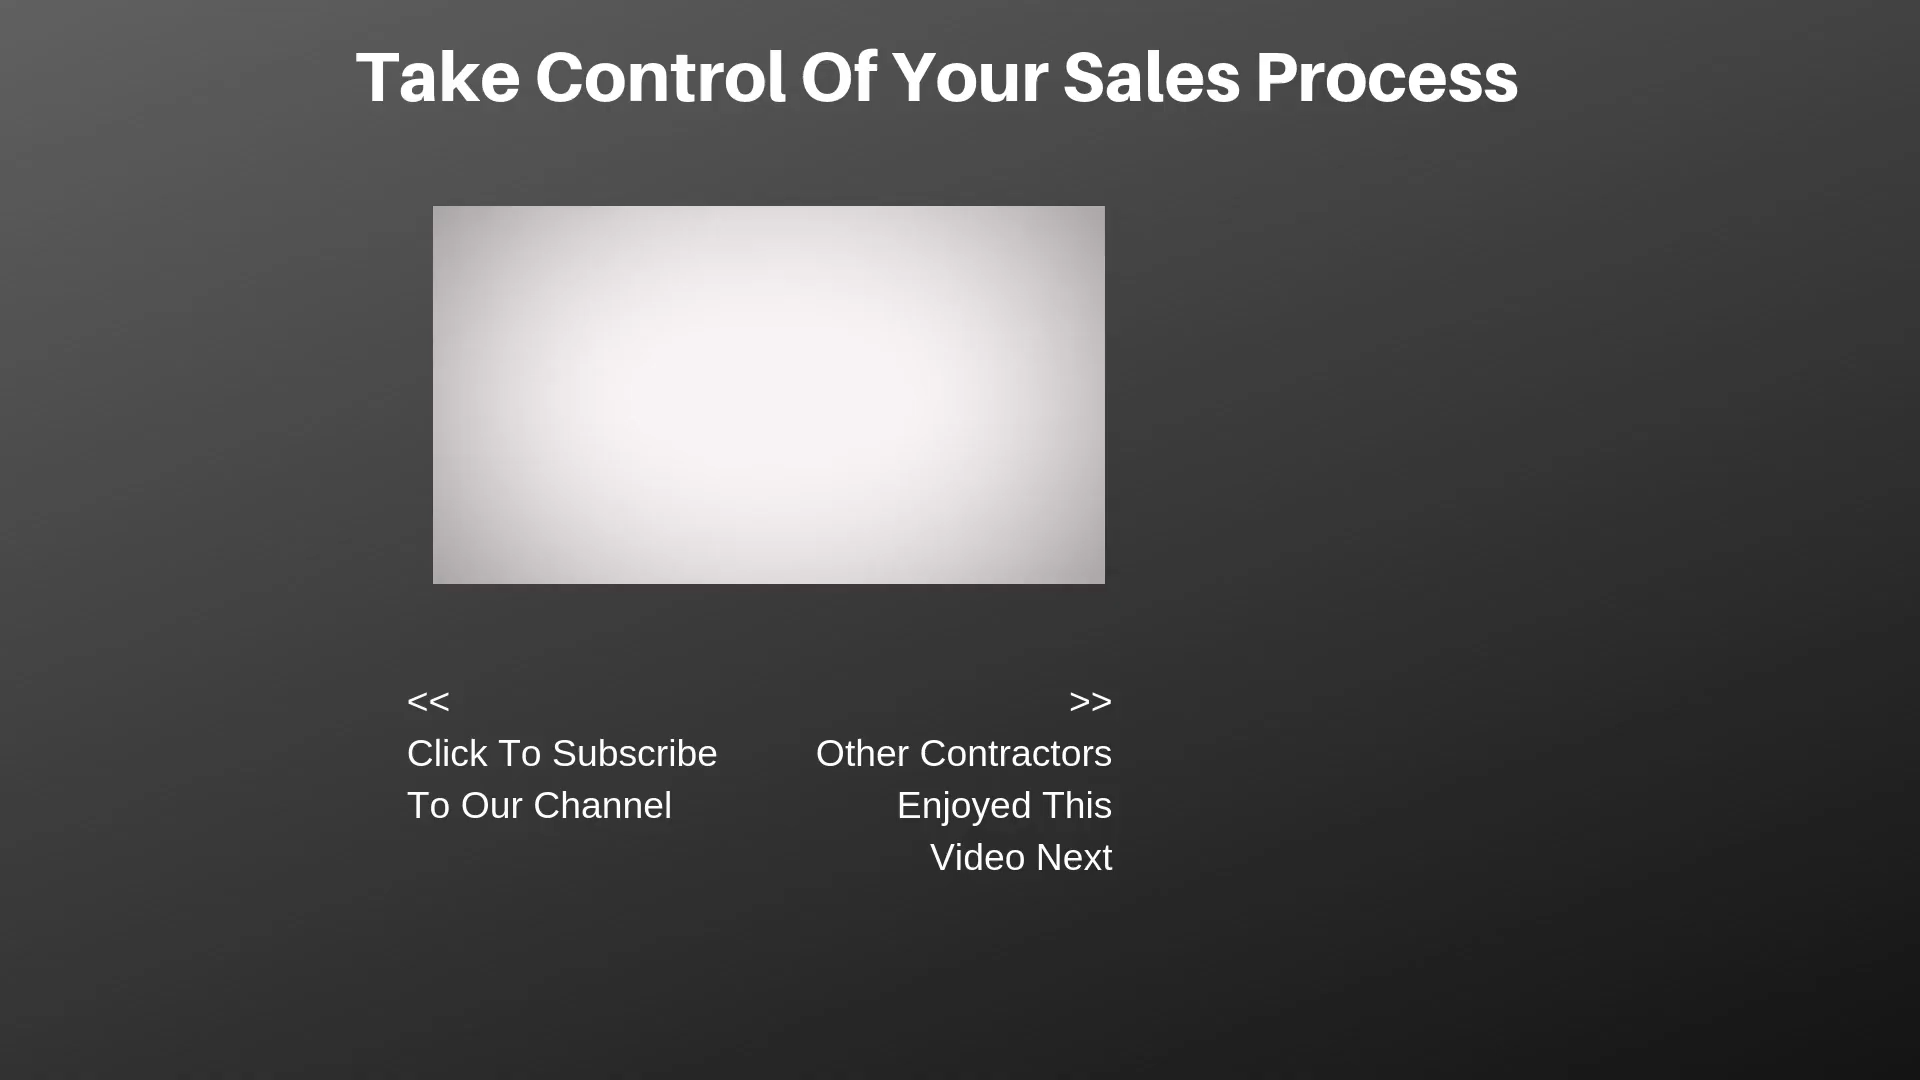 Take Control Of Your Sales Process
<<
Click To Subscribe
To Our Channel
>>
Other Contractors
Enjoyed This
Video Next